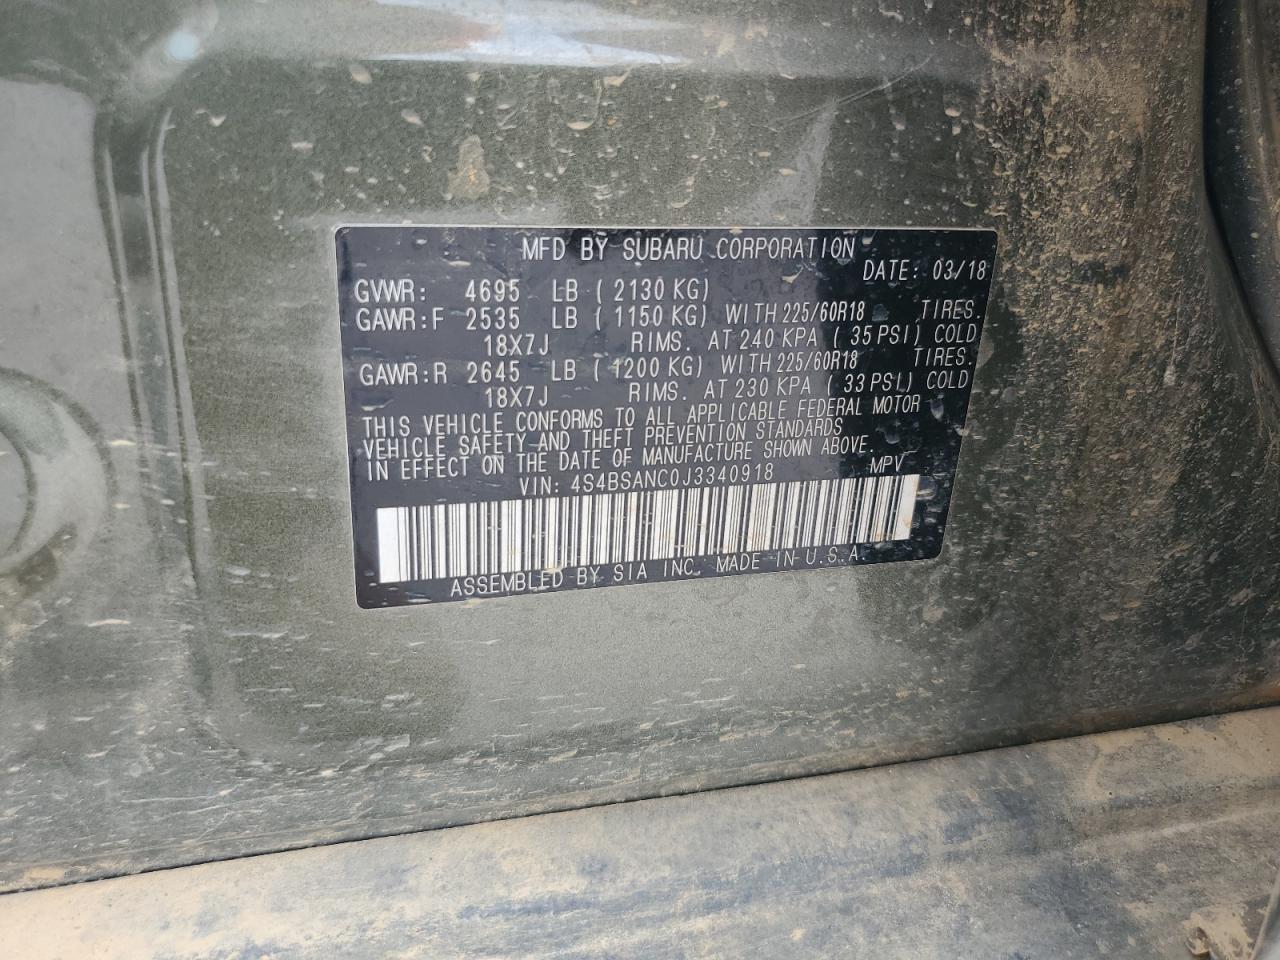 MFD BY SUBARU CORPORATION
DATE: 03/18
GVWR: 4695 LB ( 2130 KG)
GAWR:F 2535 LB ( 1150 KG) WITH 225/60R18 TIRES.
18X7J RIMS. AT 240 KPA ( 35 PSI) COLD
GAWR:R 2645 LB ( 1200 KG) WITH 225/60R18 TIRES.
18X7J RIMS. AT 230 KPA ( 33 PSI) COLD
THIS VEHICLE CONFORMS TO ALL APPLICABLE FEDERAL MOTOR
VEHICLE SAFETY AND THEFT PREVENTION STANDARDS
IN EFFECT ON THE DATE OF MANUFACTURE SHOWN ABOVE.
VIN: 4S4BSANC0J3340918 MPV
ASSEMBLED BY SIA INC. MADE IN U.S.A.